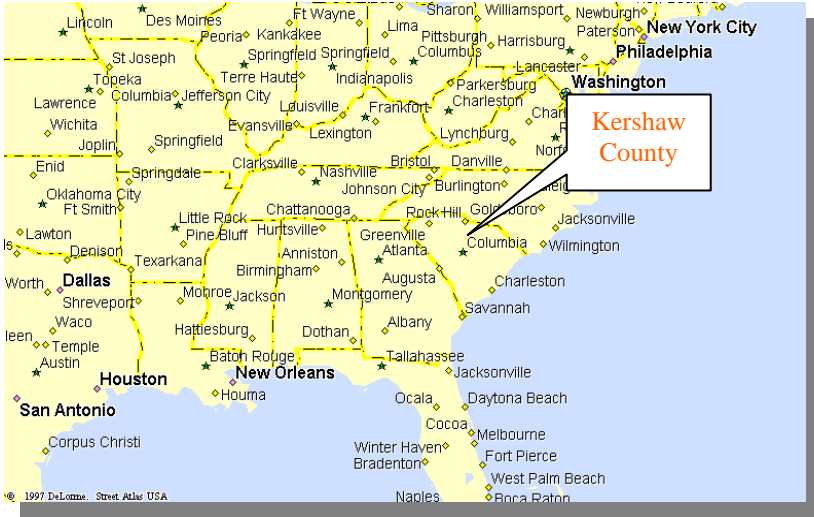 Sharon
Williamsport
Newburgh
Ft Wayne
Lincoln
Des Moines
Lima
Paterson
New York City
Peoria
Kankakee
Pittsburgh
Harrisburg
Springfield
Springfield
Columbus
Philadelphia
St Joseph
Lancaster
Terre Haute
Indianapolis
Topeka
Parkersburg
Washington
Columbia
Jefferson City
Charleston
Lawrence
Louisville
Frankfort
Charl
Kershaw
County
Wichita
Evansville
Lexington
Lynchburg
R
Joplin
Springfield
Norfo
Enid
Clarksville
Bristol
Danville
Springdale
Nashville
Johnson City
Burlington
leig
Oklahoma City
Ft Smith
Chattanooga
Rock Hill
Goldsboro
Little Rock
Jacksonville
Lawton
Pine Bluff
Huntsville
Greenville
Columbia
Wilmington
ls
Denison
Anniston
Atlanta
Texarkana
Birmingham
Augusta
Worth
Dallas
Charleston
Shreveport
Monroe
Jackson
Montgomery
Savannah
Waco
Hattiesburg
Dothan
Albany
leen
Temple
Austin
Baton Rouge
Tallahassee
Houston
New Orleans
Jacksonville
Houma
Ocala
Daytona Beach
San Antonio
Cocoa
Melbourne
Corpus Christi
Winter Haven
Fort Pierce
Bradenton
West Palm Beach
Naples
Boca Raton
© 1997 DeLorme. Street Atlas USA